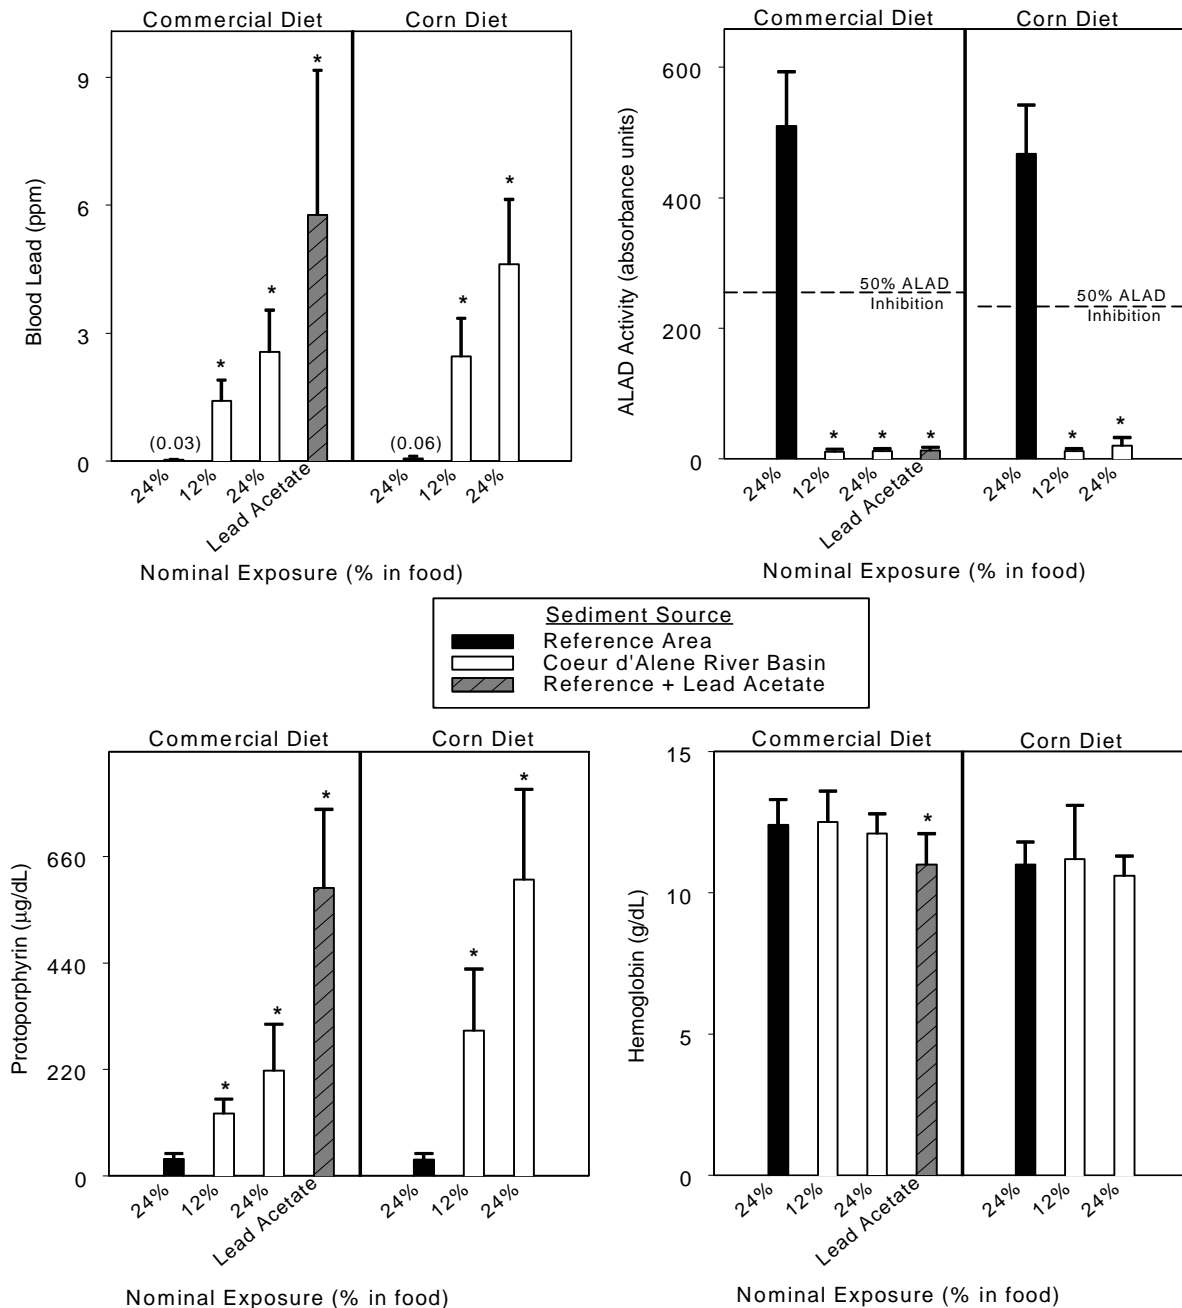 Commercial Diet
Corn Diet
Blood Lead (ppm)
9
6
3
0
*
*
*
*
*
(0.03)
(0.06)
24%
12%
24%
Lead Acetate
24%
12%
24%
Nominal Exposure (% in food)
Commercial Diet
Corn Diet
ALAD Activity (absorbance units)
600
400
200
0
50% ALAD
Inhibition
50% ALAD
Inhibition
*
*
*
*
*
24%
12%
24%
Lead Acetate
24%
12%
24%
Nominal Exposure (% in food)
Sediment Source
Reference Area
Coeur d'Alene River Basin
Reference + Lead Acetate
Commercial Diet
Corn Diet
Protoporphyrin (µg/dL)
660
440
220
0
*
*
*
*
*
24%
12%
24%
Lead Acetate
24%
12%
24%
Nominal Exposure (% in food)
Commercial Diet
Corn Diet
Hemoglobin (g/dL)
15
10
5
0
*
24%
12%
24%
Lead Acetate
24%
12%
24%
Nominal Exposure (% in food)